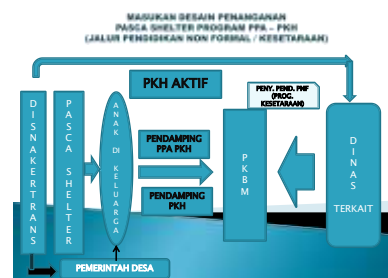 MASUKAN DESAIN PENANGANAN
PASCA SHELTER PROGRAM PPA – PKH
(JALUR PENDIDIKAN NON FORMAL / KESETARAAN)
PKH AKTIF
PENY. PEND. PNF
(PROG.
KESETARAAN)
DISNAKERTRANS
PASCA SHELTER
ANAK DI KELUARGA
PENDAMPING
PPA PKH
PENDAMPING
PKH
PKBM
DINAS
TERKAIT
PEMERINTAH DESA